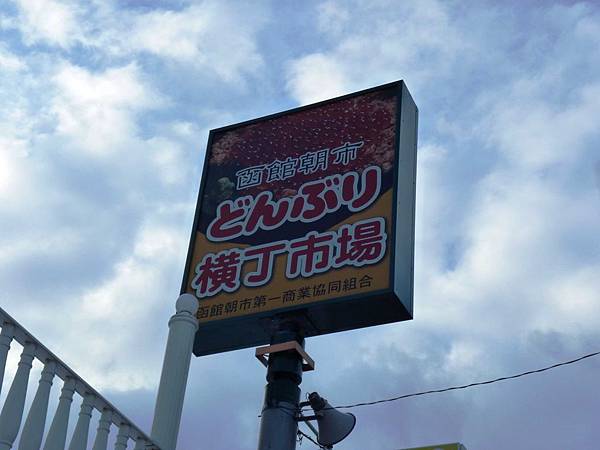 函館朝市
どんぶり
横丁市場
函館朝市第一商業協同組合